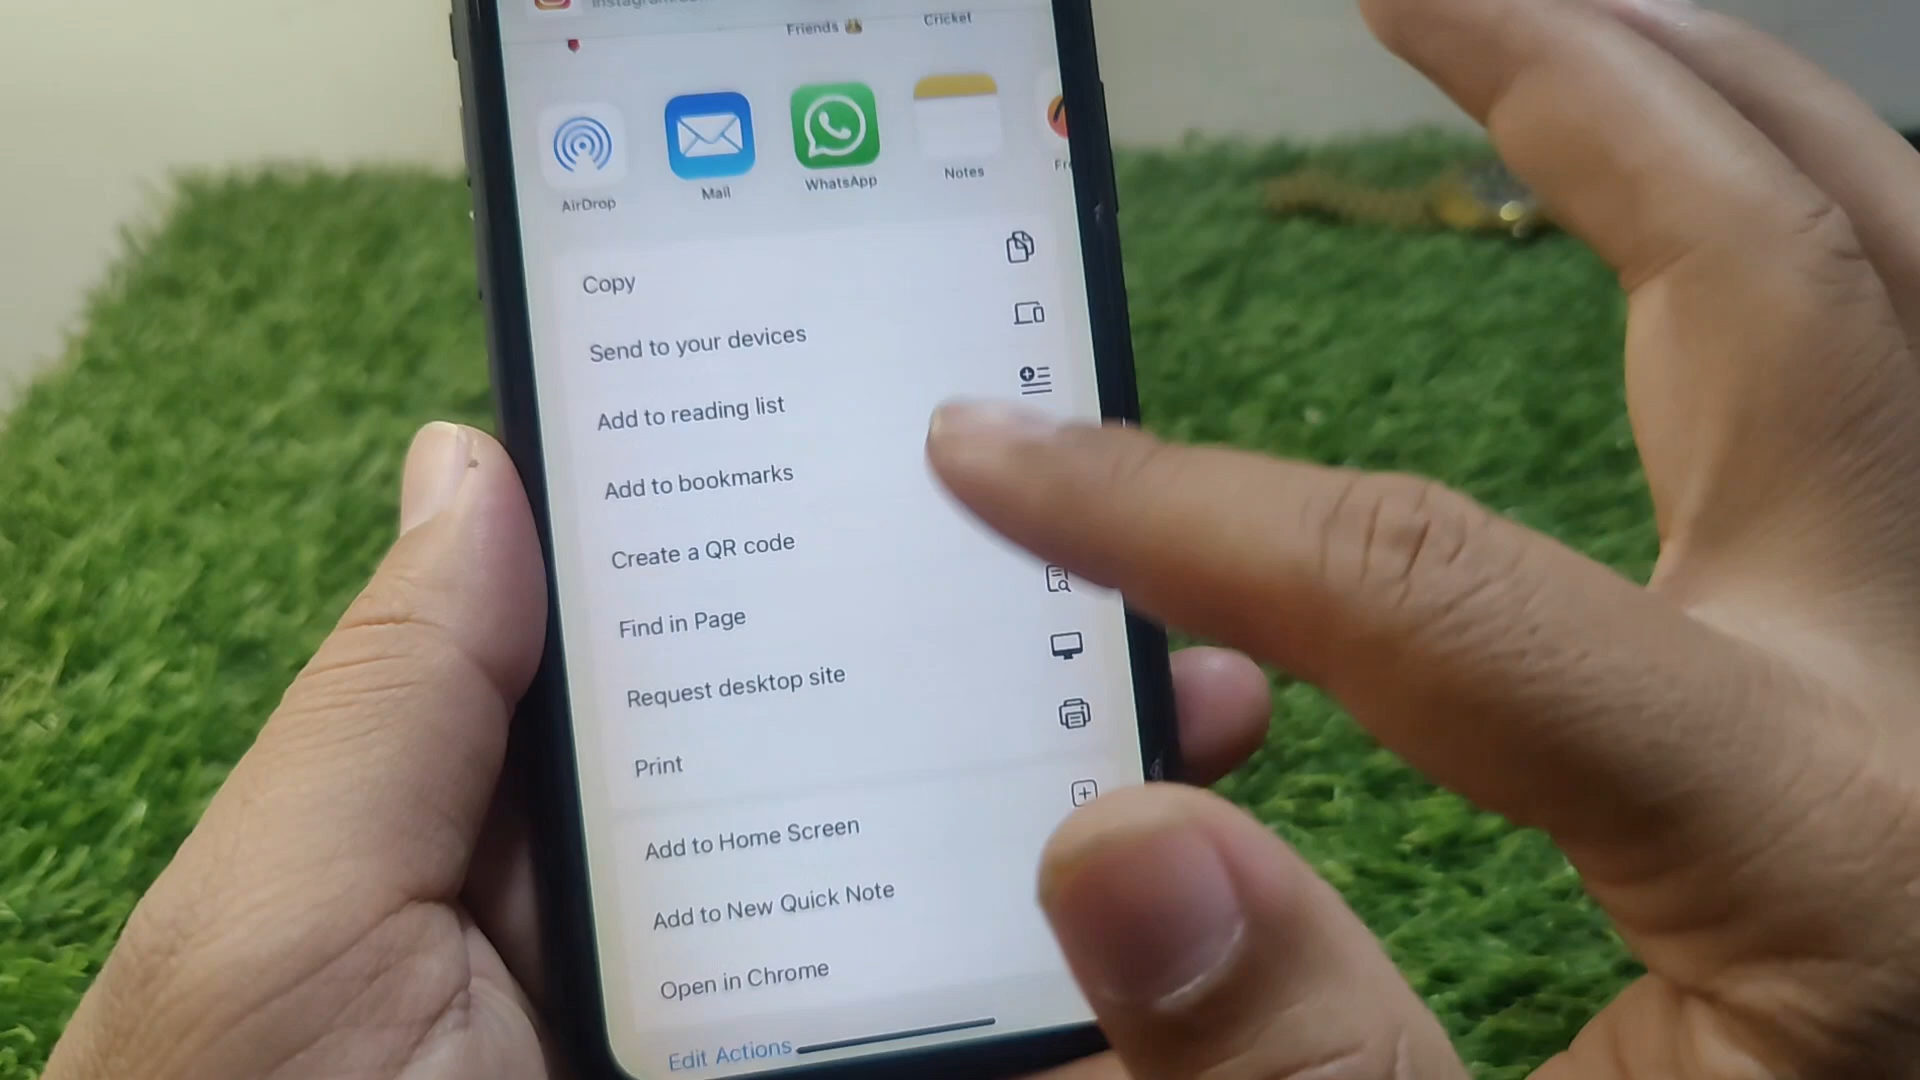 Friends
Cricket
AirDrop
Mail
WhatsApp
Notes
Copy
Send to your devices
Add to reading list
Add to bookmarks
Create a QR code
Find in Page
Request desktop site
Print
Add to Home Screen
Add to New Quick Note
Open in Chrome
Edit Actions